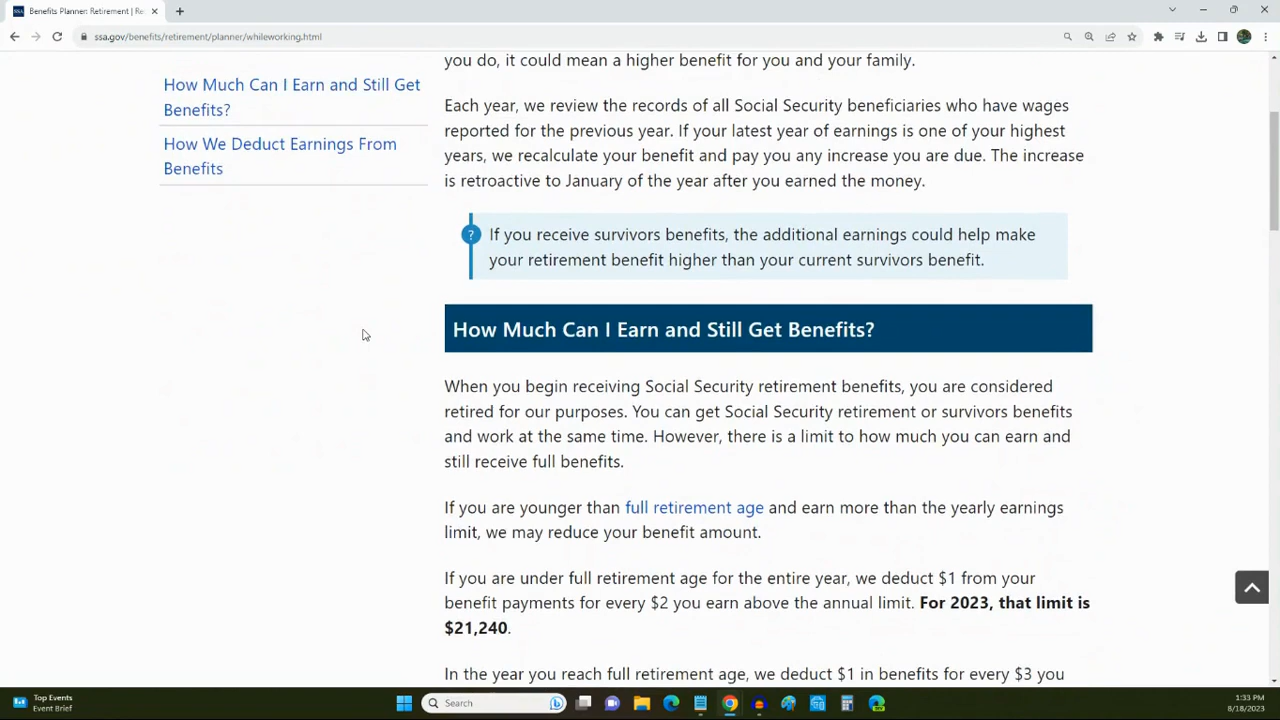 Benefits Planner: Retirement | Re
ssa.gov/benefits/retirement/planner/whileworking.html
How Much Can I Earn and Still Get
Benefits?
How We Deduct Earnings From
Benefits
you do, it could mean a higher benefit for you and your family.
Each year, we review the records of all Social Security beneficiaries who have wages
reported for the previous year. If your latest year of earnings is one of your highest
years, we recalculate your benefit and pay you any increase you are due. The increase
is retroactive to January of the year after you earned the money.
? If you receive survivors benefits, the additional earnings could help make
your retirement benefit higher than your current survivors benefit.
How Much Can I Earn and Still Get Benefits?
When you begin receiving Social Security retirement benefits, you are considered
retired for our purposes. You can get Social Security retirement or survivors benefits
and work at the same time. However, there is a limit to how much you can earn and
still receive full benefits.
If you are younger than full retirement age and earn more than the yearly earnings
limit, we may reduce your benefit amount.
If you are under full retirement age for the entire year, we deduct $1 from your
benefit payments for every $2 you earn above the annual limit. For 2023, that limit is
$21,240.
In the year you reach full retirement age, we deduct $1 in benefits for every $3 you
Top Events
Event Brief
Search
1:33 PM
8/18/2023